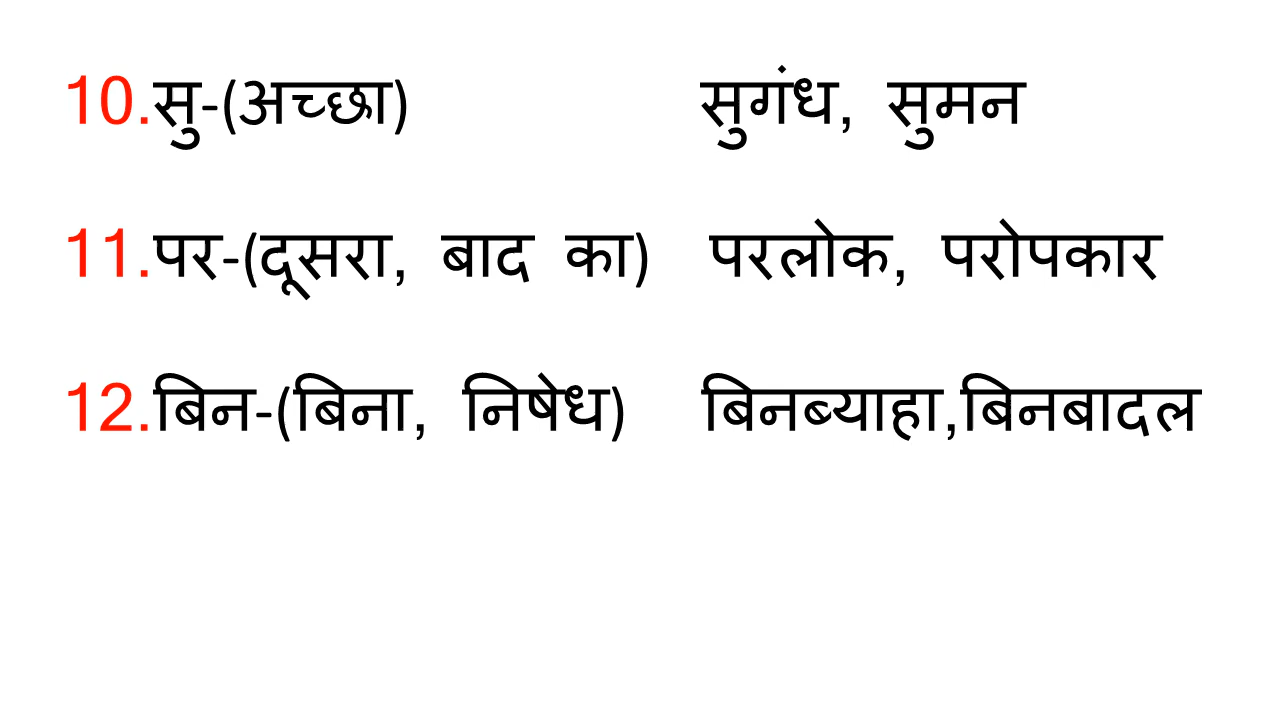 10.सु-(अच्छा) सुगंध, सुमन
11.पर-(दूसरा, बाद का) परलोक, परोपकार
12.बिन-(बिना, निषेध) बिनब्याहा,बिनबादल